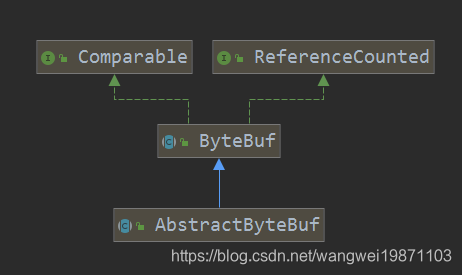 Comparable
ReferenceCounted
ByteBuf
AbstractByteBuf
https://blog.csdn.net/wangwei19871103